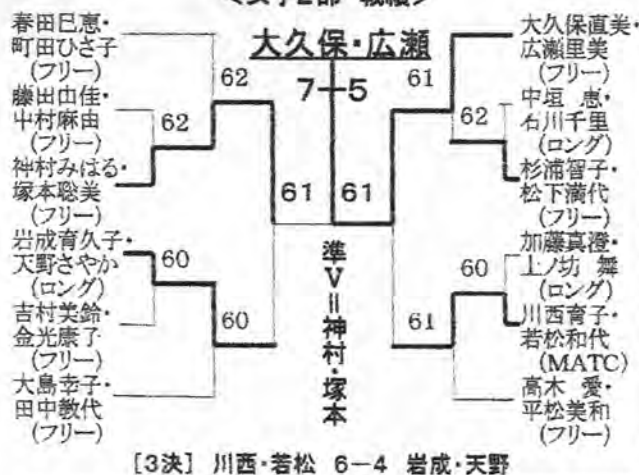 春田巳恵・
町田ひさ子
(フリー)
藤田由佳・
中村麻由
(フリー)
神村みはる・
塚本聡美
(フリー)
岩成育久子・
天野さやか
(ロング)
吉村美鈴・
金光康子
(フリー)
大島幸子・
田中教代
(フリー)
62
62
60
60
61
大久保・広瀬
7-5
61
準V=神村・塚本
61
62
60
61
大久保直美・
広瀬里美
(フリー)
中垣 恵・
石川千里
(ロング)
杉浦智子・
松下満代
(フリー)
加藤真澄・
上ノ坊 舞
(ロング)
川西育子・
若松和代
(MATC)
高木 愛・
平松美和
(フリー)
[3決] 川西・若松 6-4 岩成・天野